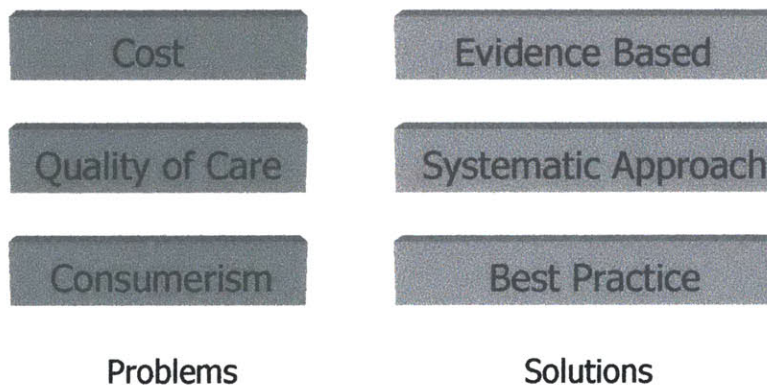 Cost
Evidence Based
Quality of Care
Systematic Approach
Consumerism
Best Practice
Problems
Solutions